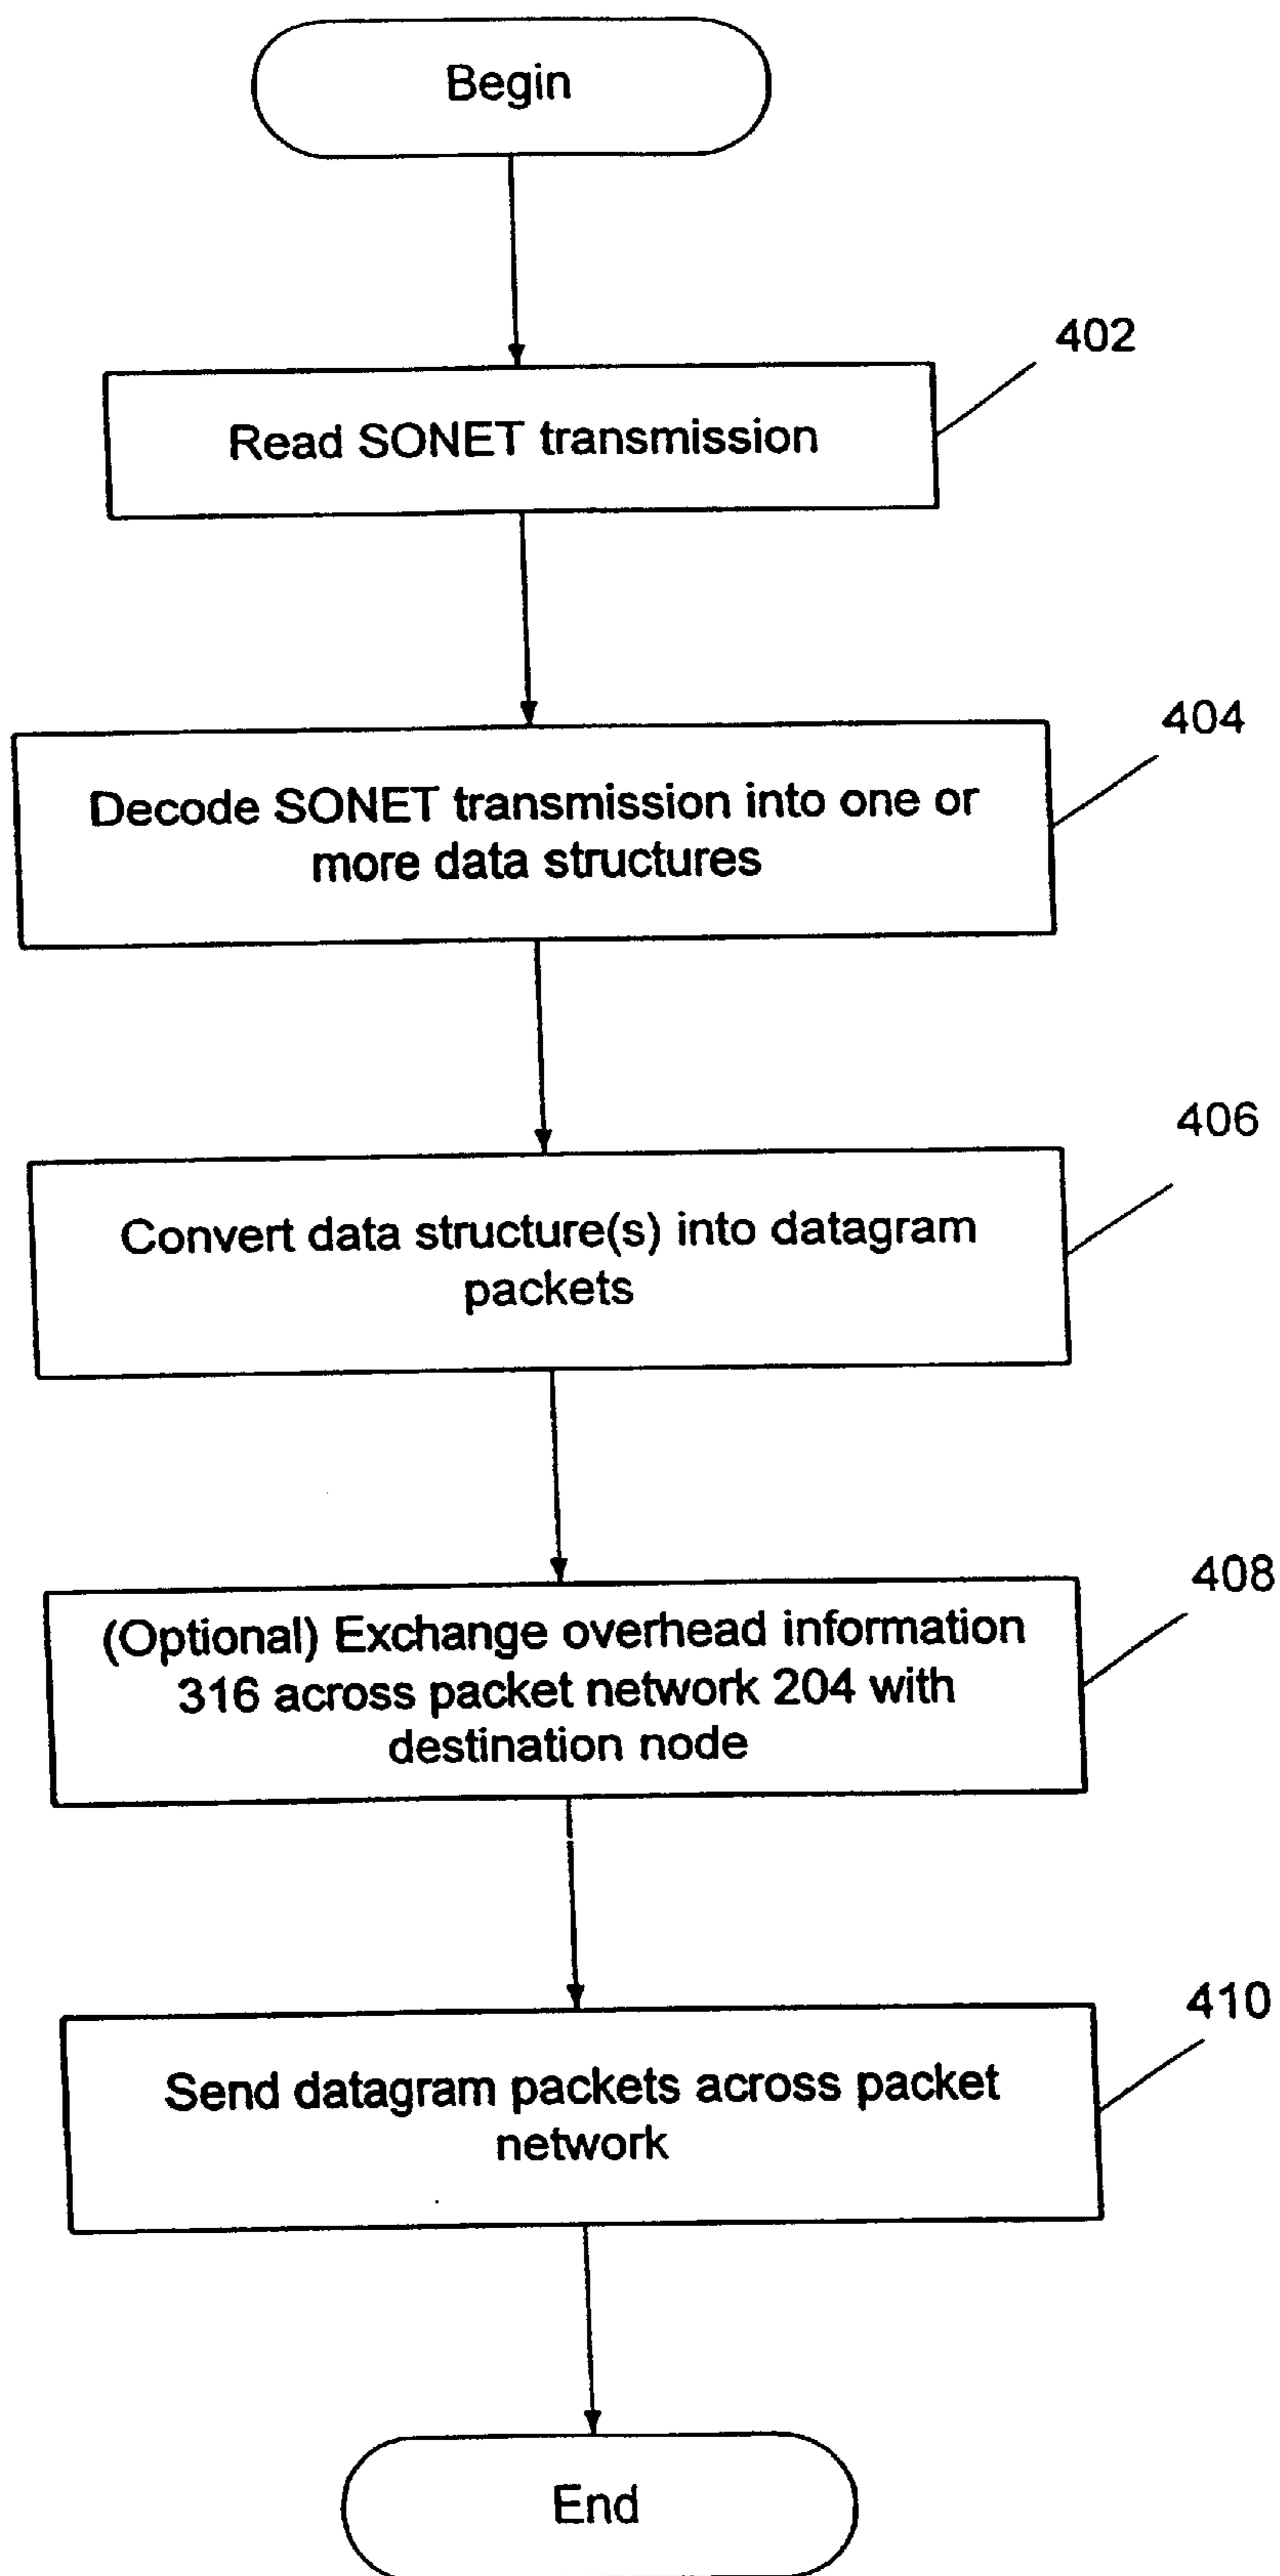 Begin
402
Read SONET transmission
404
Decode SONET transmission into one or
more data structures
406
Convert data structure(s) into datagram
packets
408
(Optional) Exchange overhead information
316 across packet network 204 with
destination node
410
Send datagram packets across packet
network
End